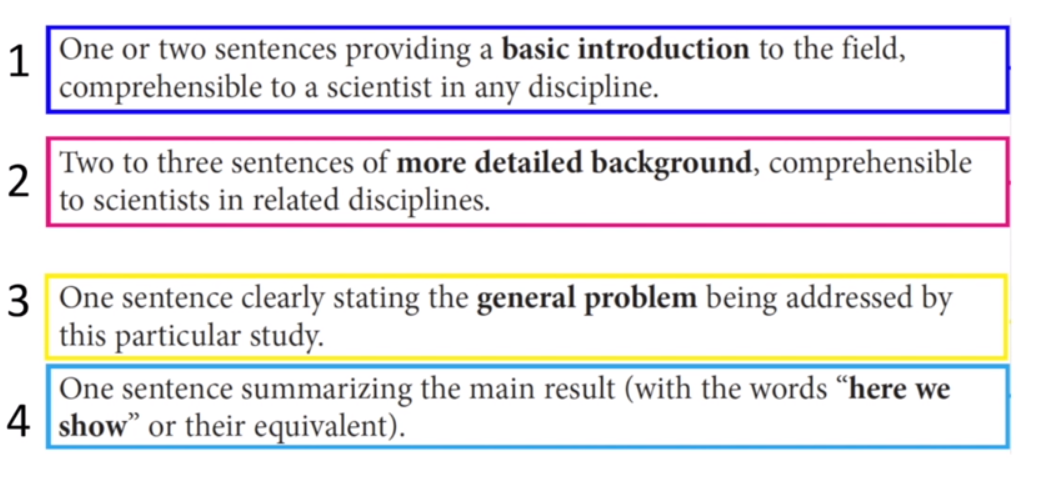 1
One or two sentences providing a basic introduction to the field,
comprehensible to a scientist in any discipline.
2
Two to three sentences of more detailed background, comprehensible
to scientists in related disciplines.
3
One sentence clearly stating the general problem being addressed by
this particular study.
4
One sentence summarizing the main result (with the words “here we
show” or their equivalent).